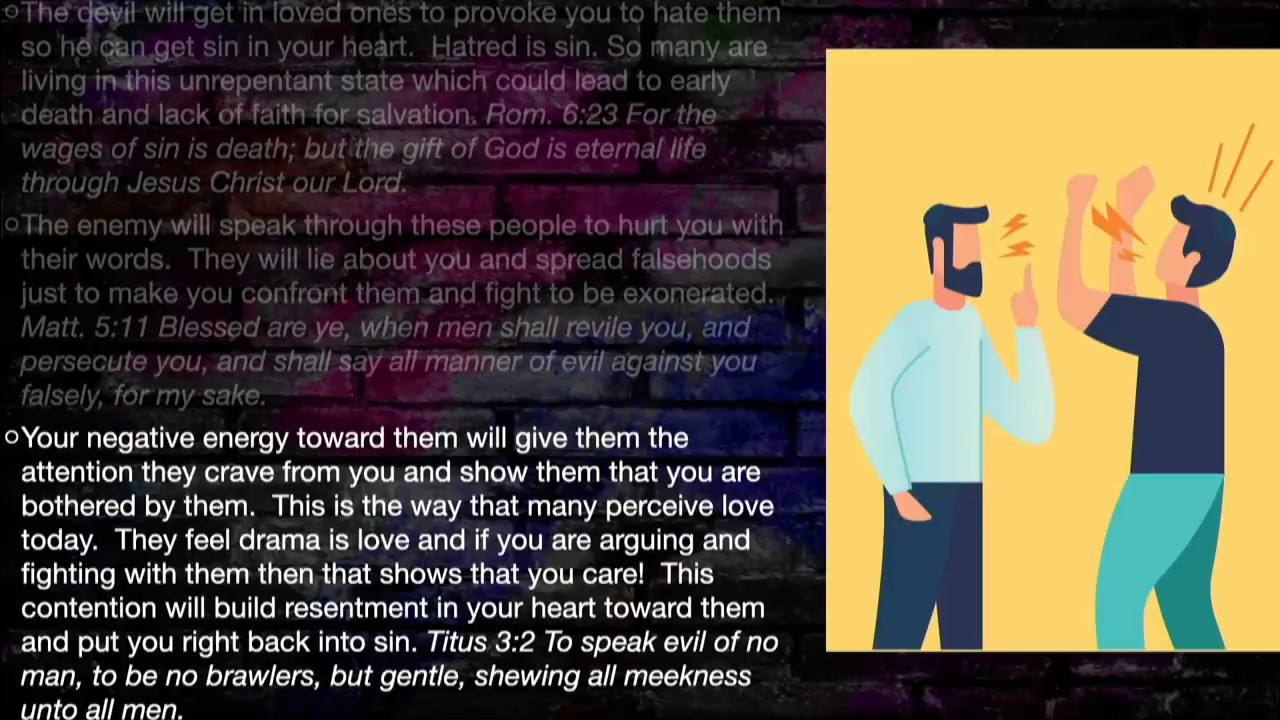 ○The devil will get in loved ones to provoke you to hate them
so he can get sin in your heart.  Hatred is sin. So many are
living in this unrepentant state which could lead to early
death and lack of faith for salvation. Rom. 6:23 For the
wages of sin is death; but the gift of God is eternal life
through Jesus Christ our Lord.
○The enemy will speak through these people to hurt you with
their words.  They will lie about you and spread falsehoods
just to make you confront them and fight to be exonerated.
Matt. 5:11 Blessed are ye, when men shall revile you, and
persecute you, and shall say all manner of evil against you
falsely, for my sake.
○Your negative energy toward them will give them the
attention they crave from you and show them that you are
bothered by them.  This is the way that many perceive love
today.  They feel drama is love and if you are arguing and
fighting with them then that shows that you care!  This
contention will build resentment in your heart toward them
and put you right back into sin. Titus 3:2 To speak evil of no
man, to be no brawlers, but gentle, shewing all meekness
unto all men.